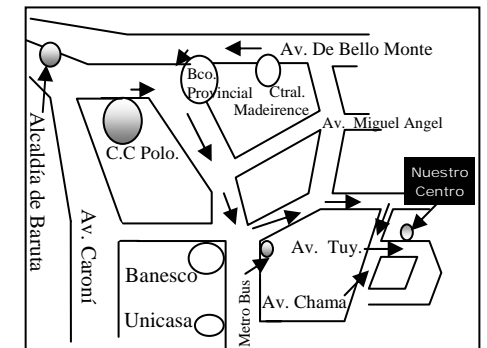 Av. De Bello Monte
Bco.
Provincial
Ctral.
Madeirence
Av. Miguel Angel
C.C Polo.
Alcaldía de Baruta
Av. Caroní
Nuestro
Centro
Av. Tuy.
Banesco
Metro Bus
Av. Chama
Unicasa